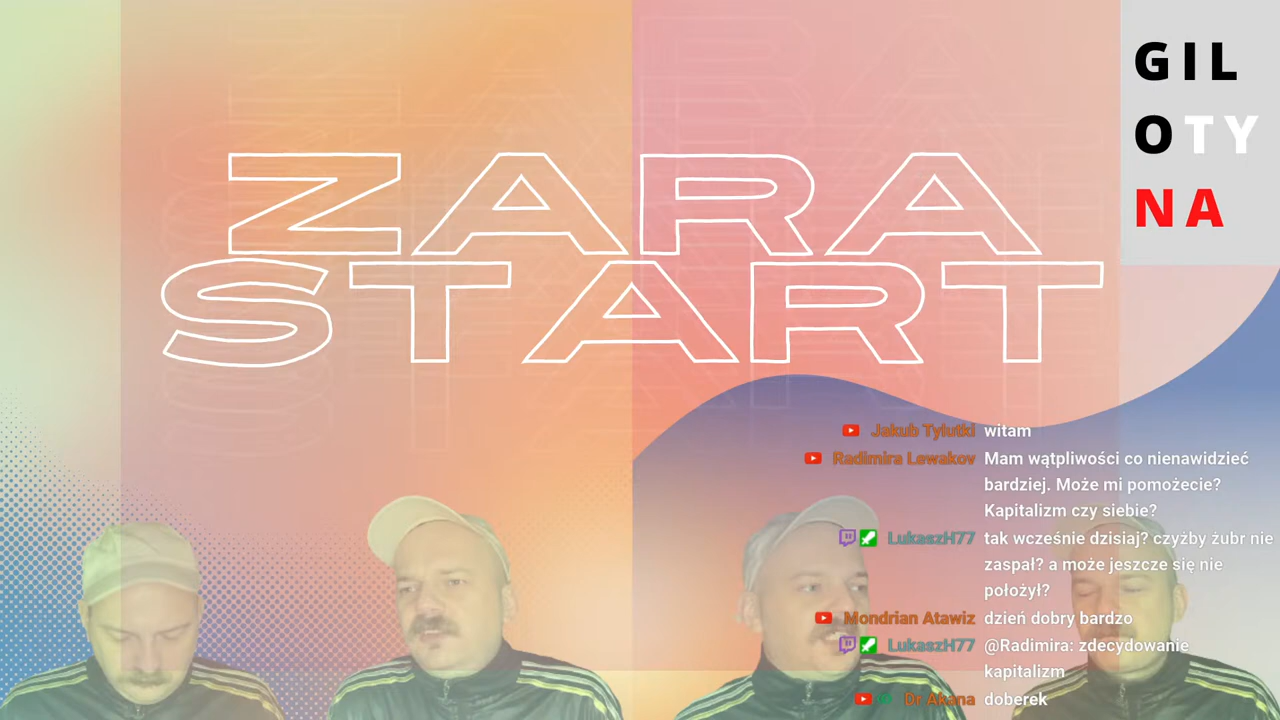 ZARA
START
GIL
OTY
NA
Jakub Tylutki witam
Radimira Lewakov Mam wątpliwości co nienawidzieć
bardziej. Może mi pomożecie?
Kapitalizm czy siebie?
LukaszH77 tak wcześnie dzisiaj? czyżby żubr nie
zaspał? a może jeszcze się nie
położył?
Mondrian Atawiz dzień dobry bardzo
LukaszH77 @Radimira: zdecydowanie
kapitalizm
Dr Akana doberek